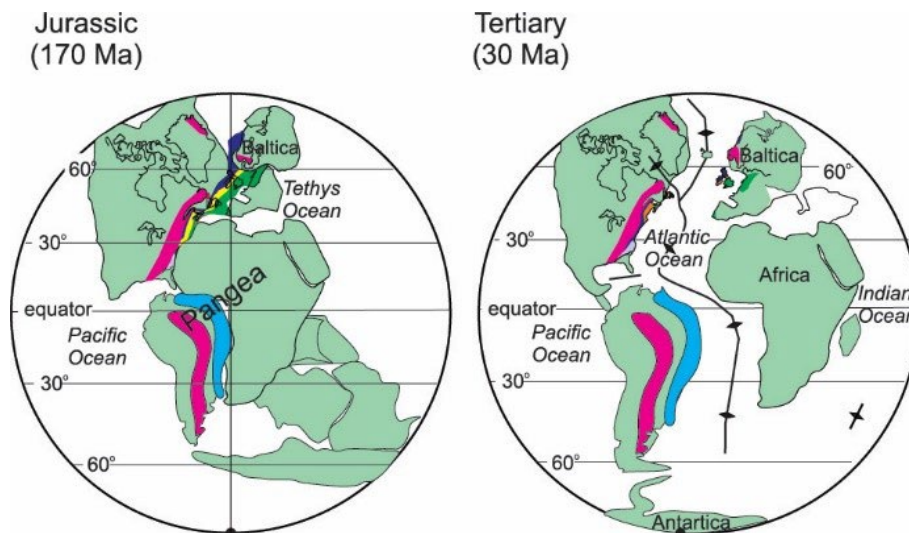 Jurassic
(170 Ma)
Baltica
60°
Tethys
Ocean
30°
Pangea
equator
Pacific
Ocean
30°
60°
Tertiary
(30 Ma)
Baltica
60°
60°
30°
Atlantic
Ocean
Africa
Indian
Ocean
equator
Pacific
Ocean
30°
60°
Antartica